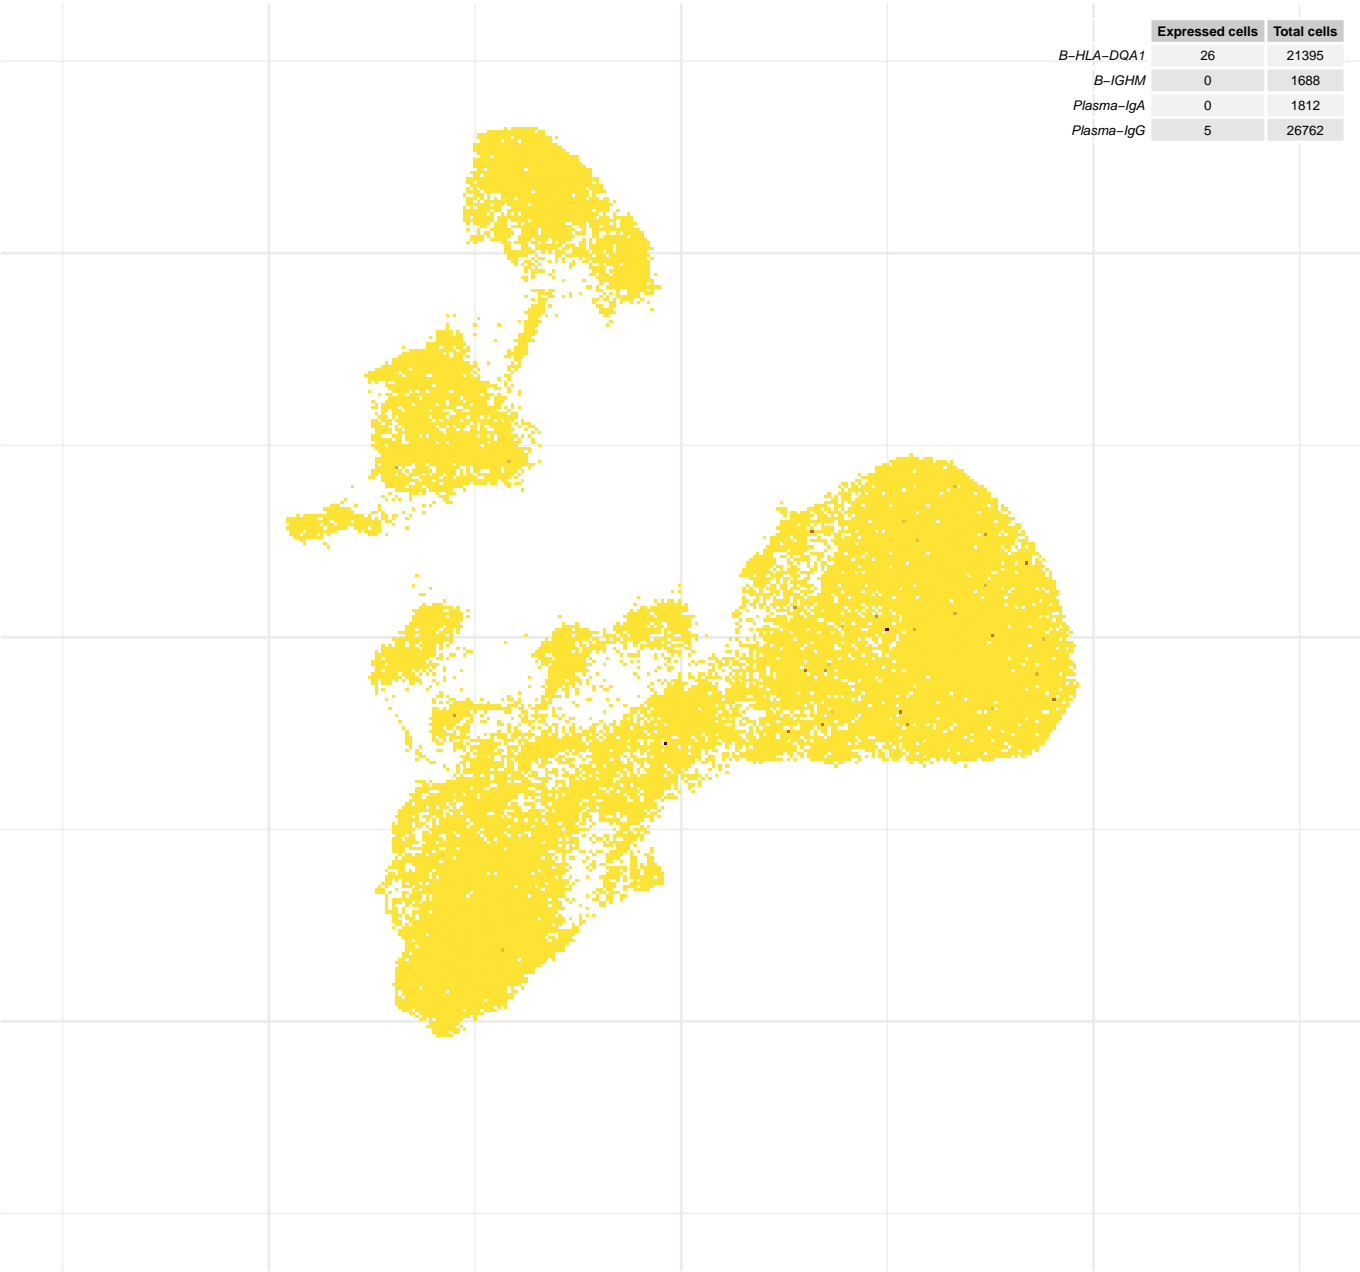 Expressed cells Total cells
B−HLA−DQA1 26 21395
B−IGHM 0 1688
Plasma−IgA 0 1812
Plasma−IgG 5 26762